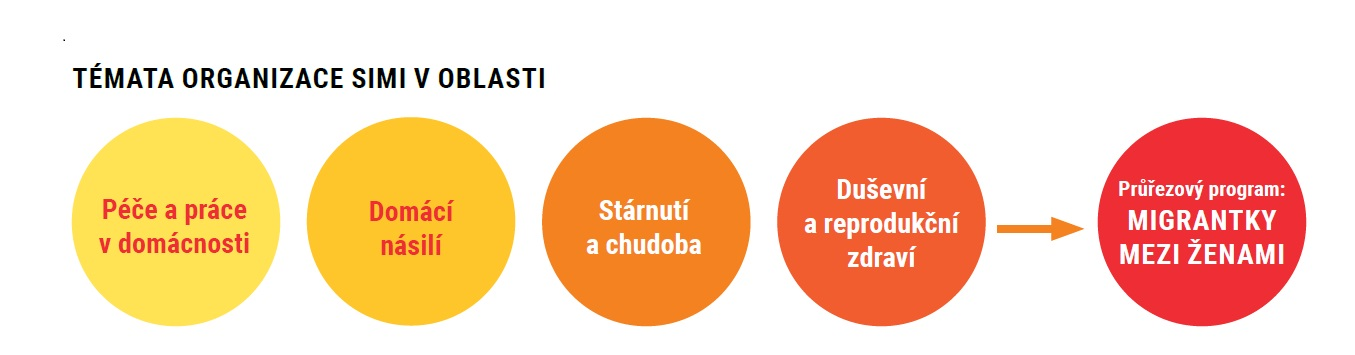 TÉMATA ORGANIZACE SIMI V OBLASTI
Péče a práce
v domácnosti
Domácí
násilí
Stárnutí
a chudoba
Duševní
a reprodukční
zdraví
Průřezový program:
MIGRANTKY
MEZI ŽENAMI